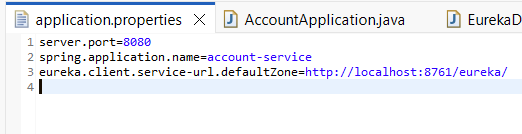 application.properties AccountApplication.java EurekaD
1 server.port=8080
2 spring.application.name=account-service
3 eureka.client.service-url.defaultZone=http://localhost:8761/eureka/
4